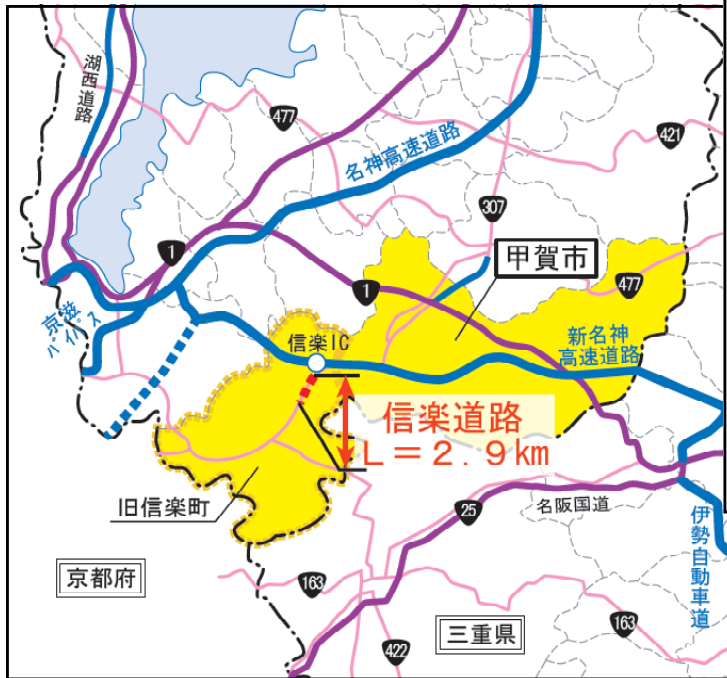 湖西道路
477
421
名神高速道路
307
1
甲賀市
1
477
京滋
バイパス
信楽IC
新名神
高速道路
信楽道路
L=2.9km
旧信楽町
25
名阪国道
伊勢自動車道
京都府
163
三重県
163
422